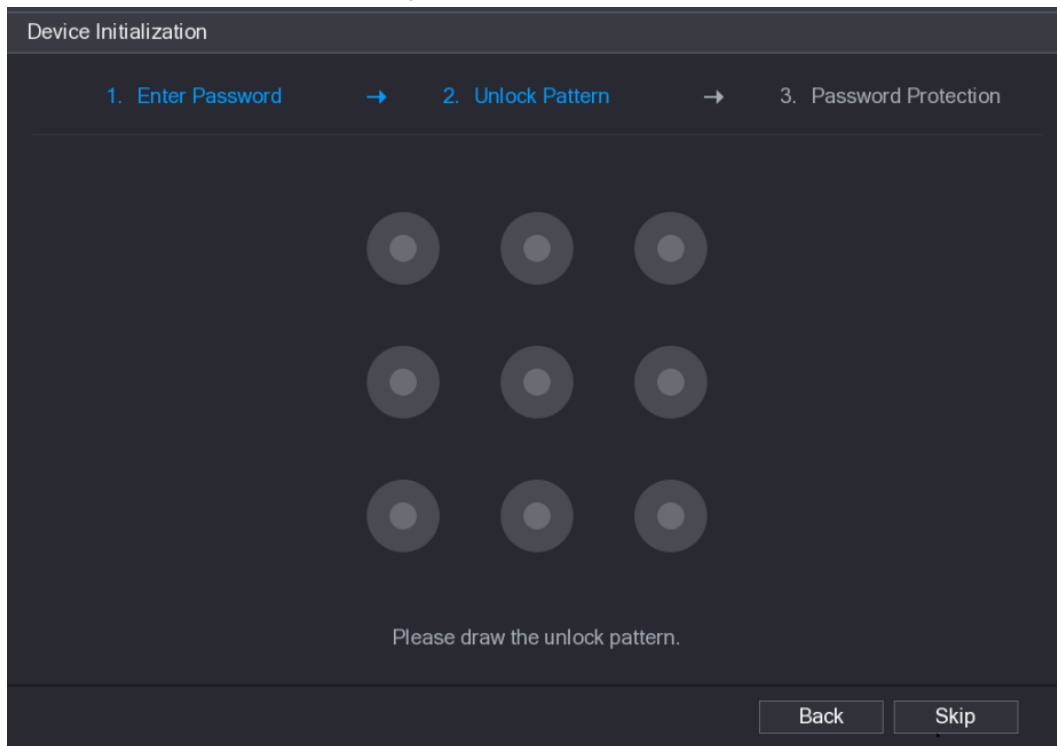 Device Initialization
1. Enter Password → 2. Unlock Pattern → 3. Password Protection
Please draw the unlock pattern.
Back Skip